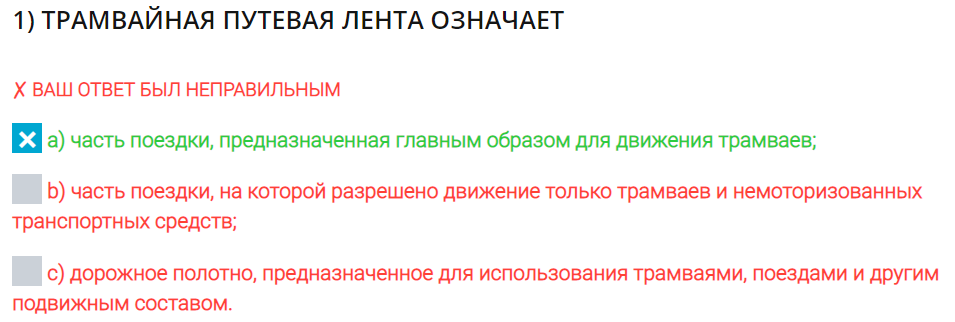 1) ТРАМВАЙНАЯ ПУТЕВАЯ ЛЕНТА ОЗНАЧАЕТ
✗ ВАШ ОТВЕТ БЫЛ НЕПРАВИЛЬНЫМ
a) часть поездки, предназначенная главным образом для движения трамваев;
b) часть поездки, на которой разрешено движение только трамваев и немоторизованных
транспортных средств;
c) дорожное полотно, предназначенное для использования трамваями, поездами и другим
подвижным составом.